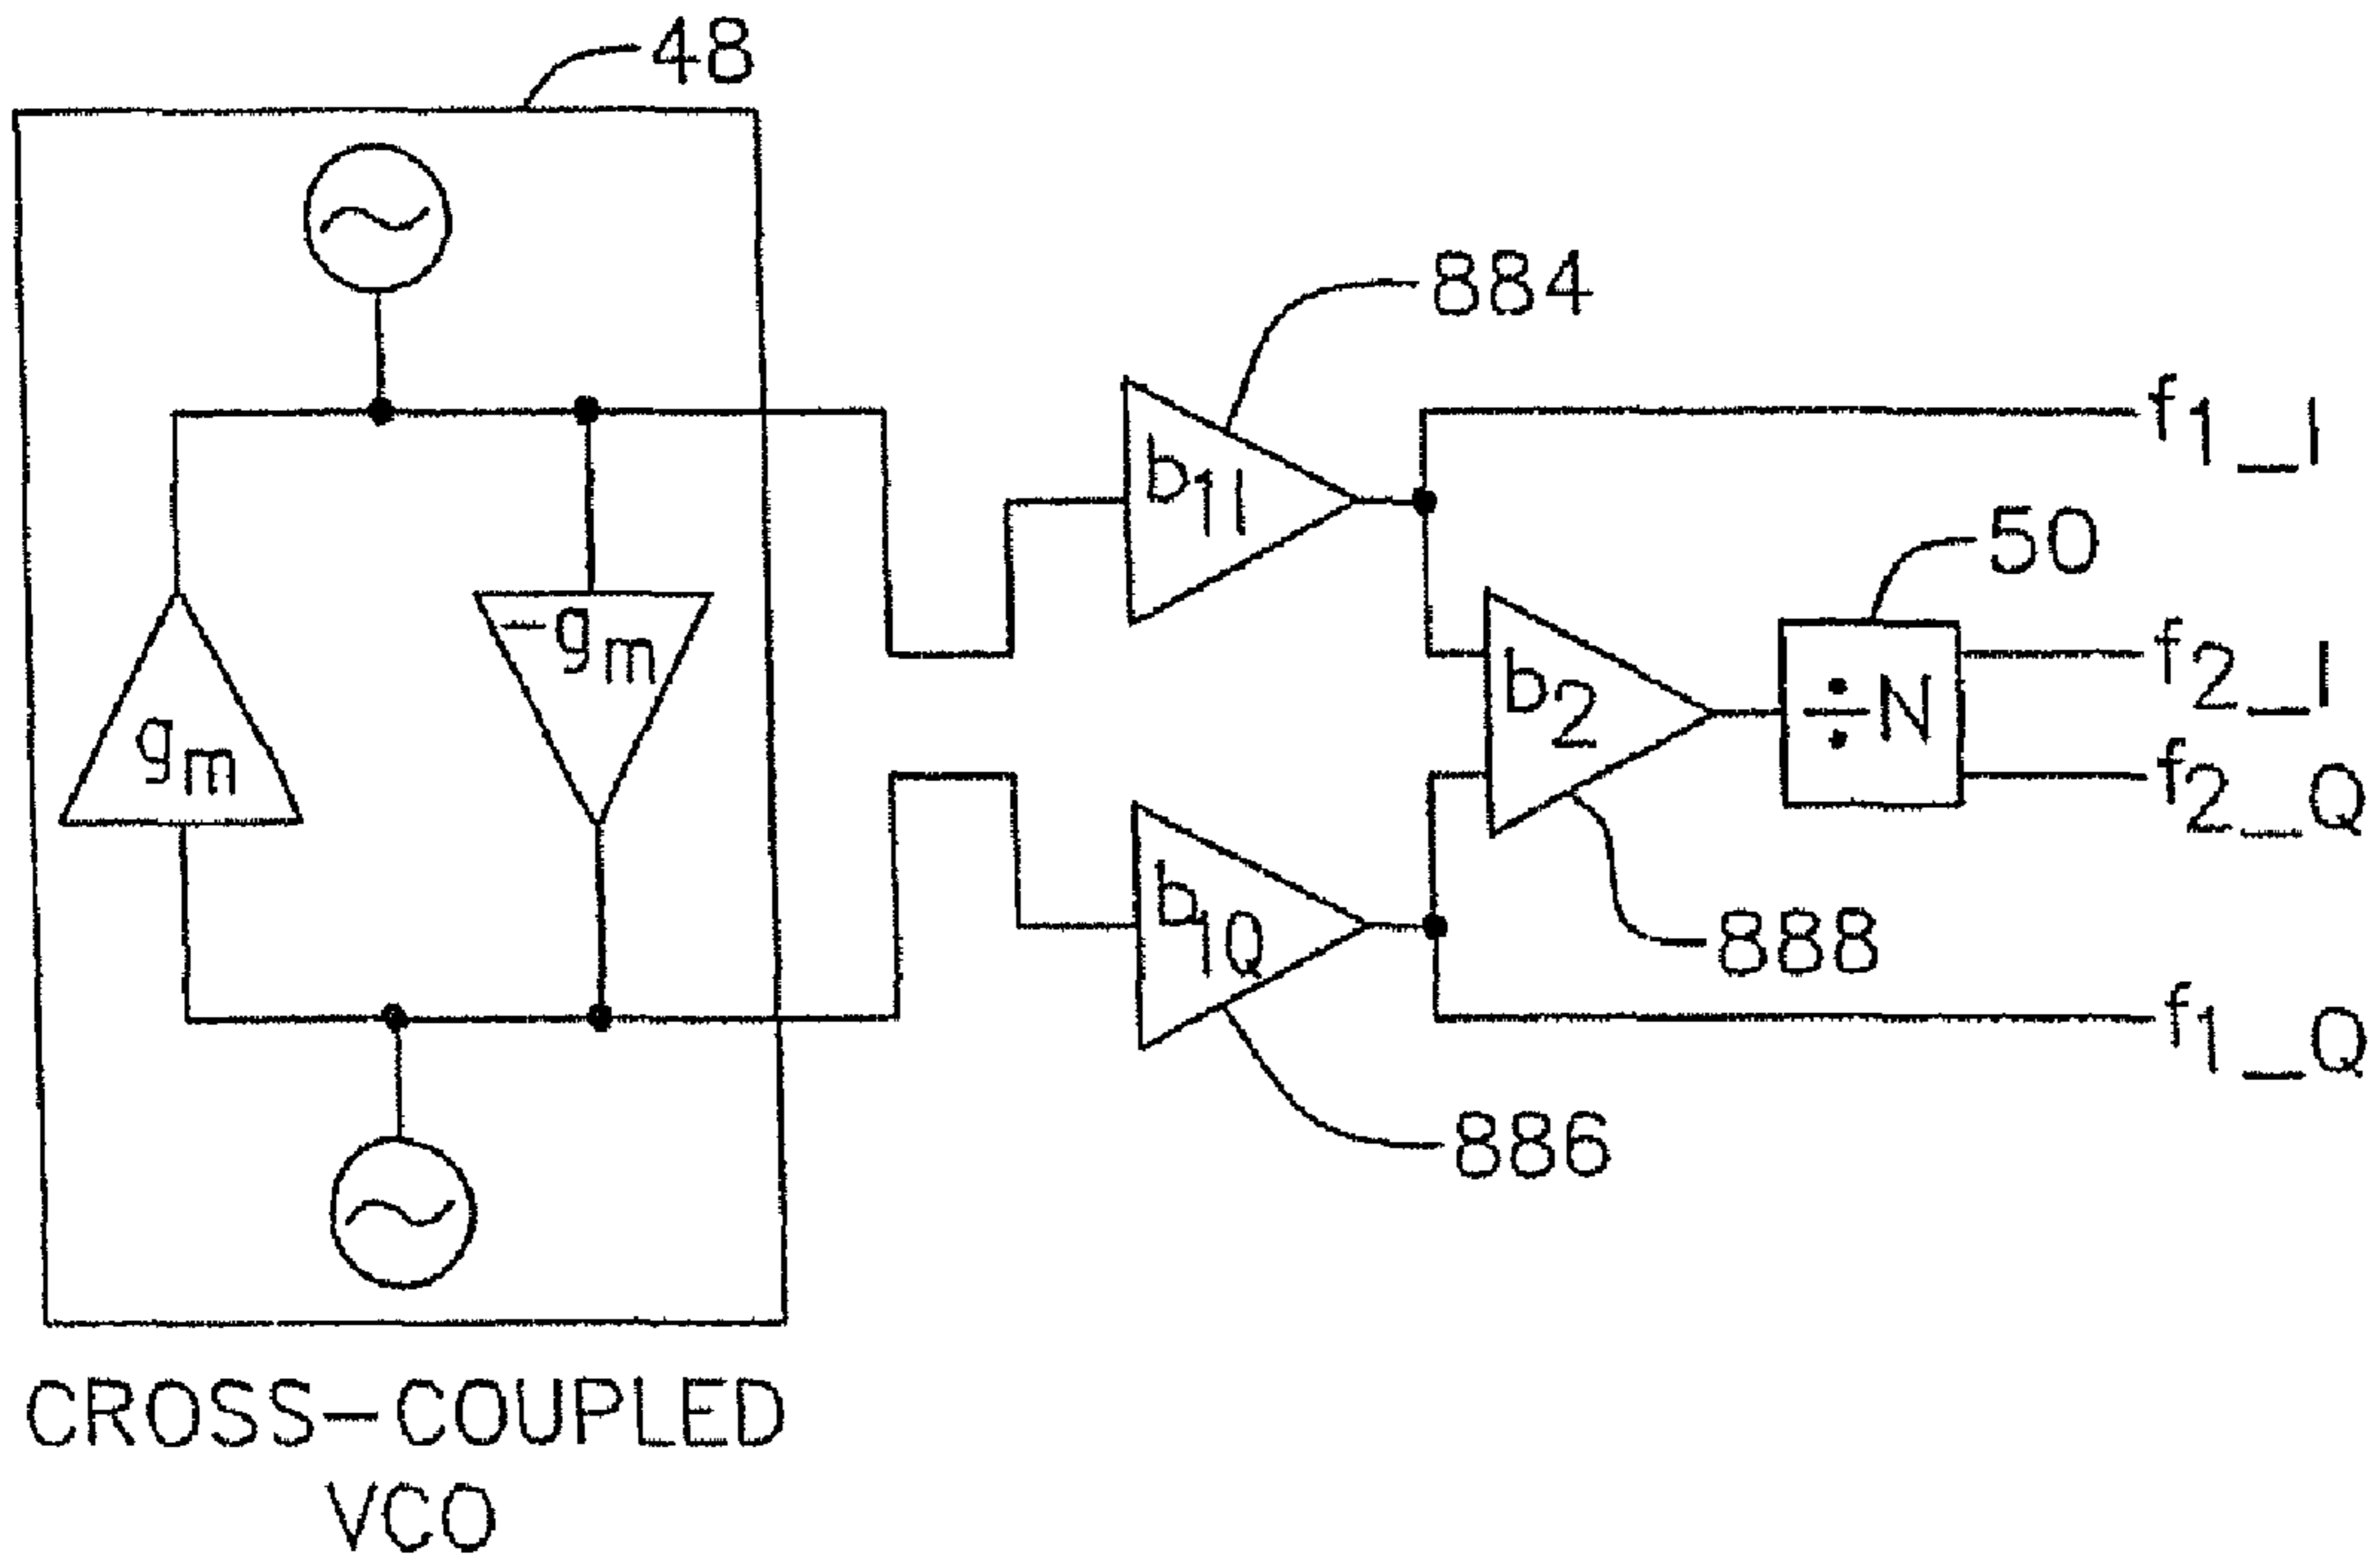 48
884
f1_I
b1I
50
-gm
f2_I
b2
÷N
gm
f2_Q
b1Q
888
f1_Q
886
CROSS-COUPLED
VCO